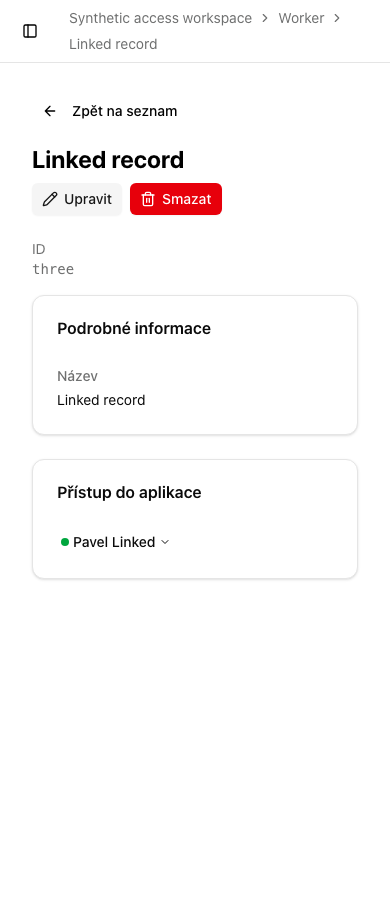 Synthetic access workspace > Worker >
Linked record
Zpět na seznam
Linked record
Upravit Smazat
ID
three
Podrobné informace
Název
Linked record
Přístup do aplikace
Pavel Linked